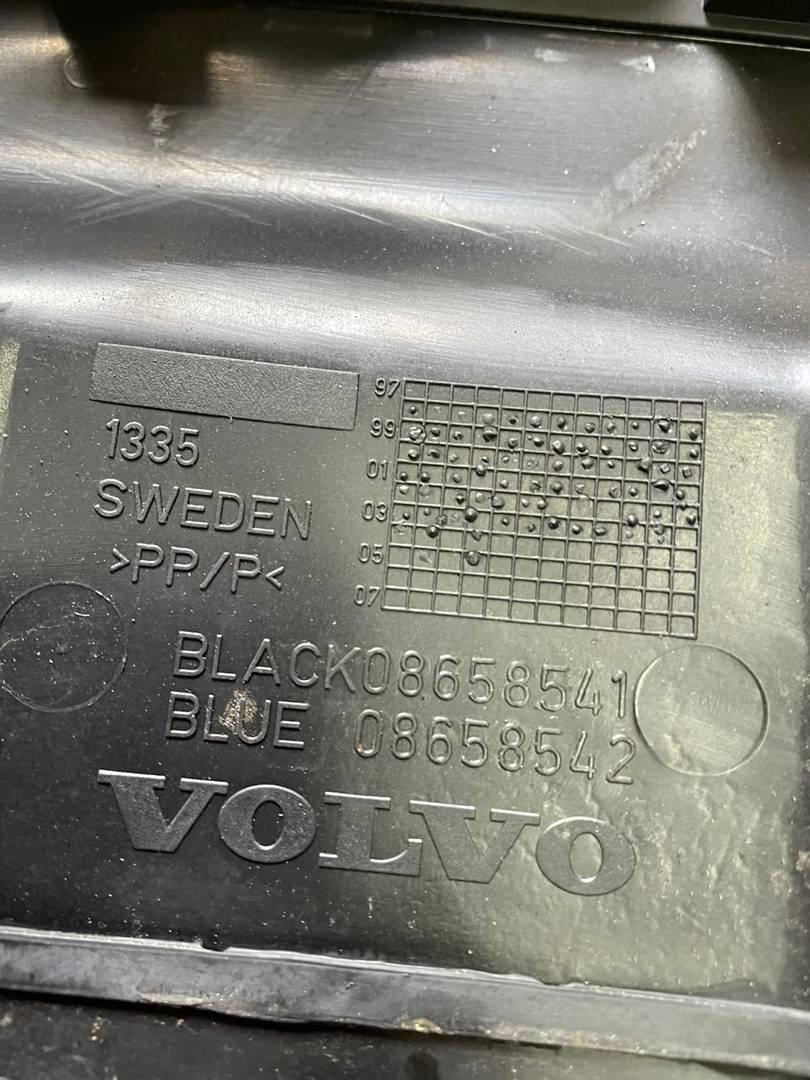 1335
SWEDEN
>PP/P<
97
99
01
03
05
07
BLACK08658541
BLUE 08658542
VOLVO